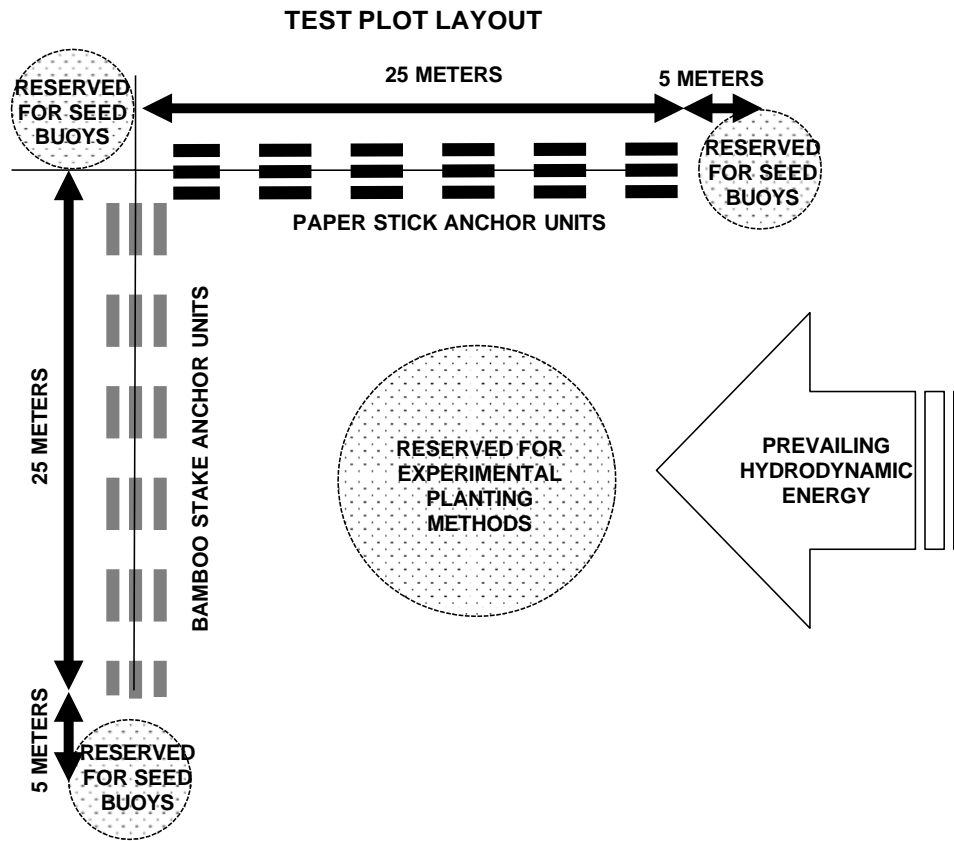 TEST PLOT LAYOUT
25 METERS
5 METERS
RESERVED
FOR SEED
BUOYS
RESERVED
FOR SEED
BUOYS
PAPER STICK ANCHOR UNITS
25 METERS
BAMBOO STAKE ANCHOR UNITS
RESERVED FOR
EXPERIMENTAL
PLANTING
METHODS
PREVAILING
HYDRODYNAMIC
ENERGY
5 METERS
RESERVED
FOR SEED
BUOYS